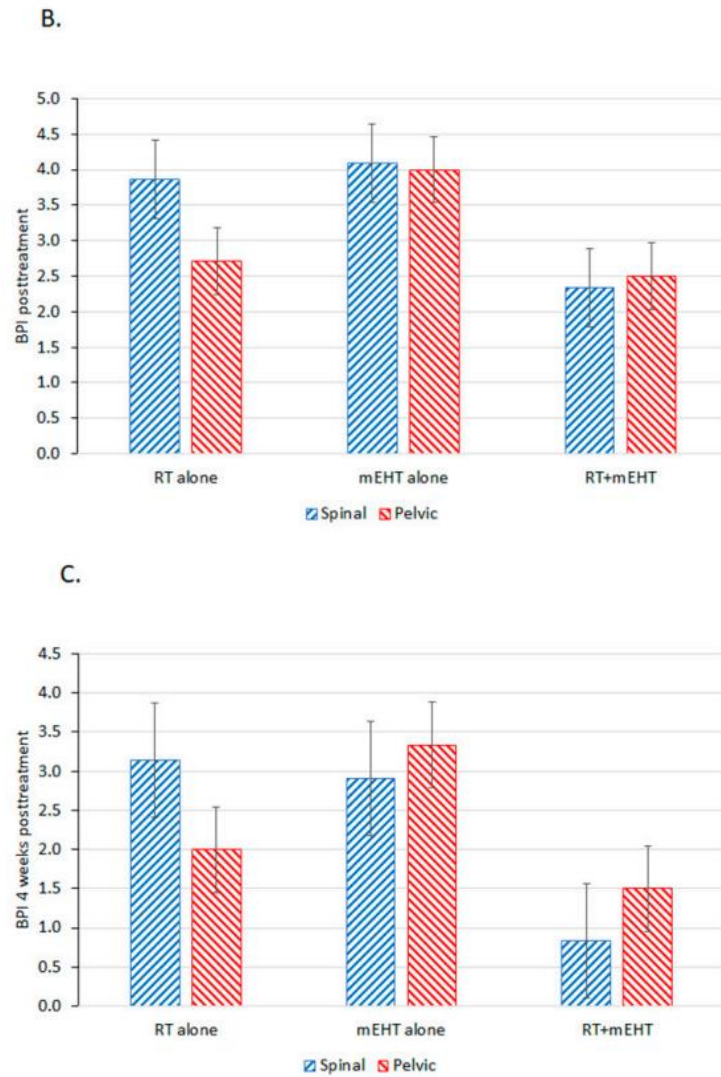 B.
5.0
4.5
4.0
3.5
3.0
2.5
2.0
1.5
1.0
0.5
0.0
BPI posttreatment
RT alone mEHT alone RT+mEHT
Spinal Pelvic
C.
4.5
4.0
3.5
3.0
2.5
2.0
1.5
1.0
0.5
0.0
BPI 4 weeks posttreatment
RT alone mEHT alone RT+mEHT
Spinal Pelvic